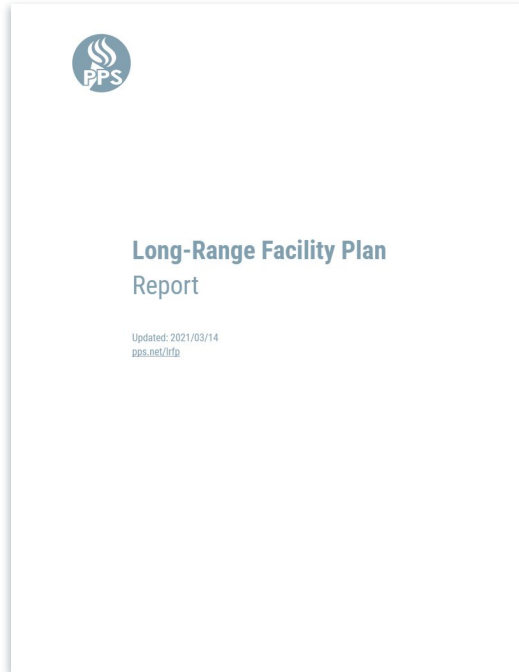 PPS
Long-Range Facility Plan
Report
Updated: 2021/03/14
pps.net/lrfp